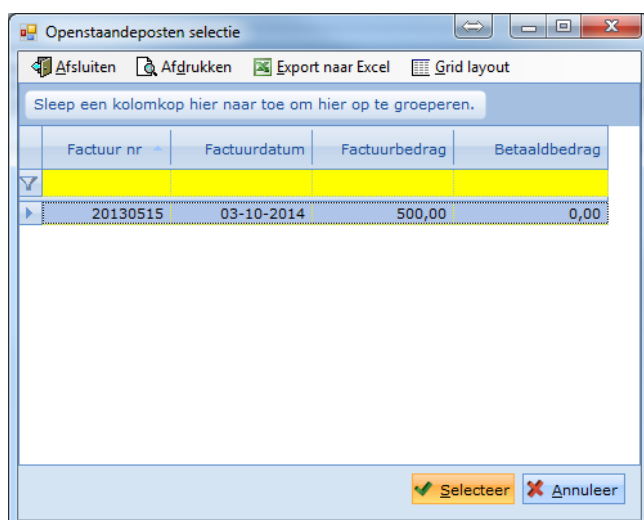 Openstaandeposten selectie
Afsluiten Afdrukken Export naar Excel Grid layout
Sleep een kolomkop hier naar toe om hier op te groeperen.
Factuur nr Factuurdatum Factuurbedrag Betaaldbedrag
20130515 03-10-2014 500,00 0,00
Selecteer Annuleer